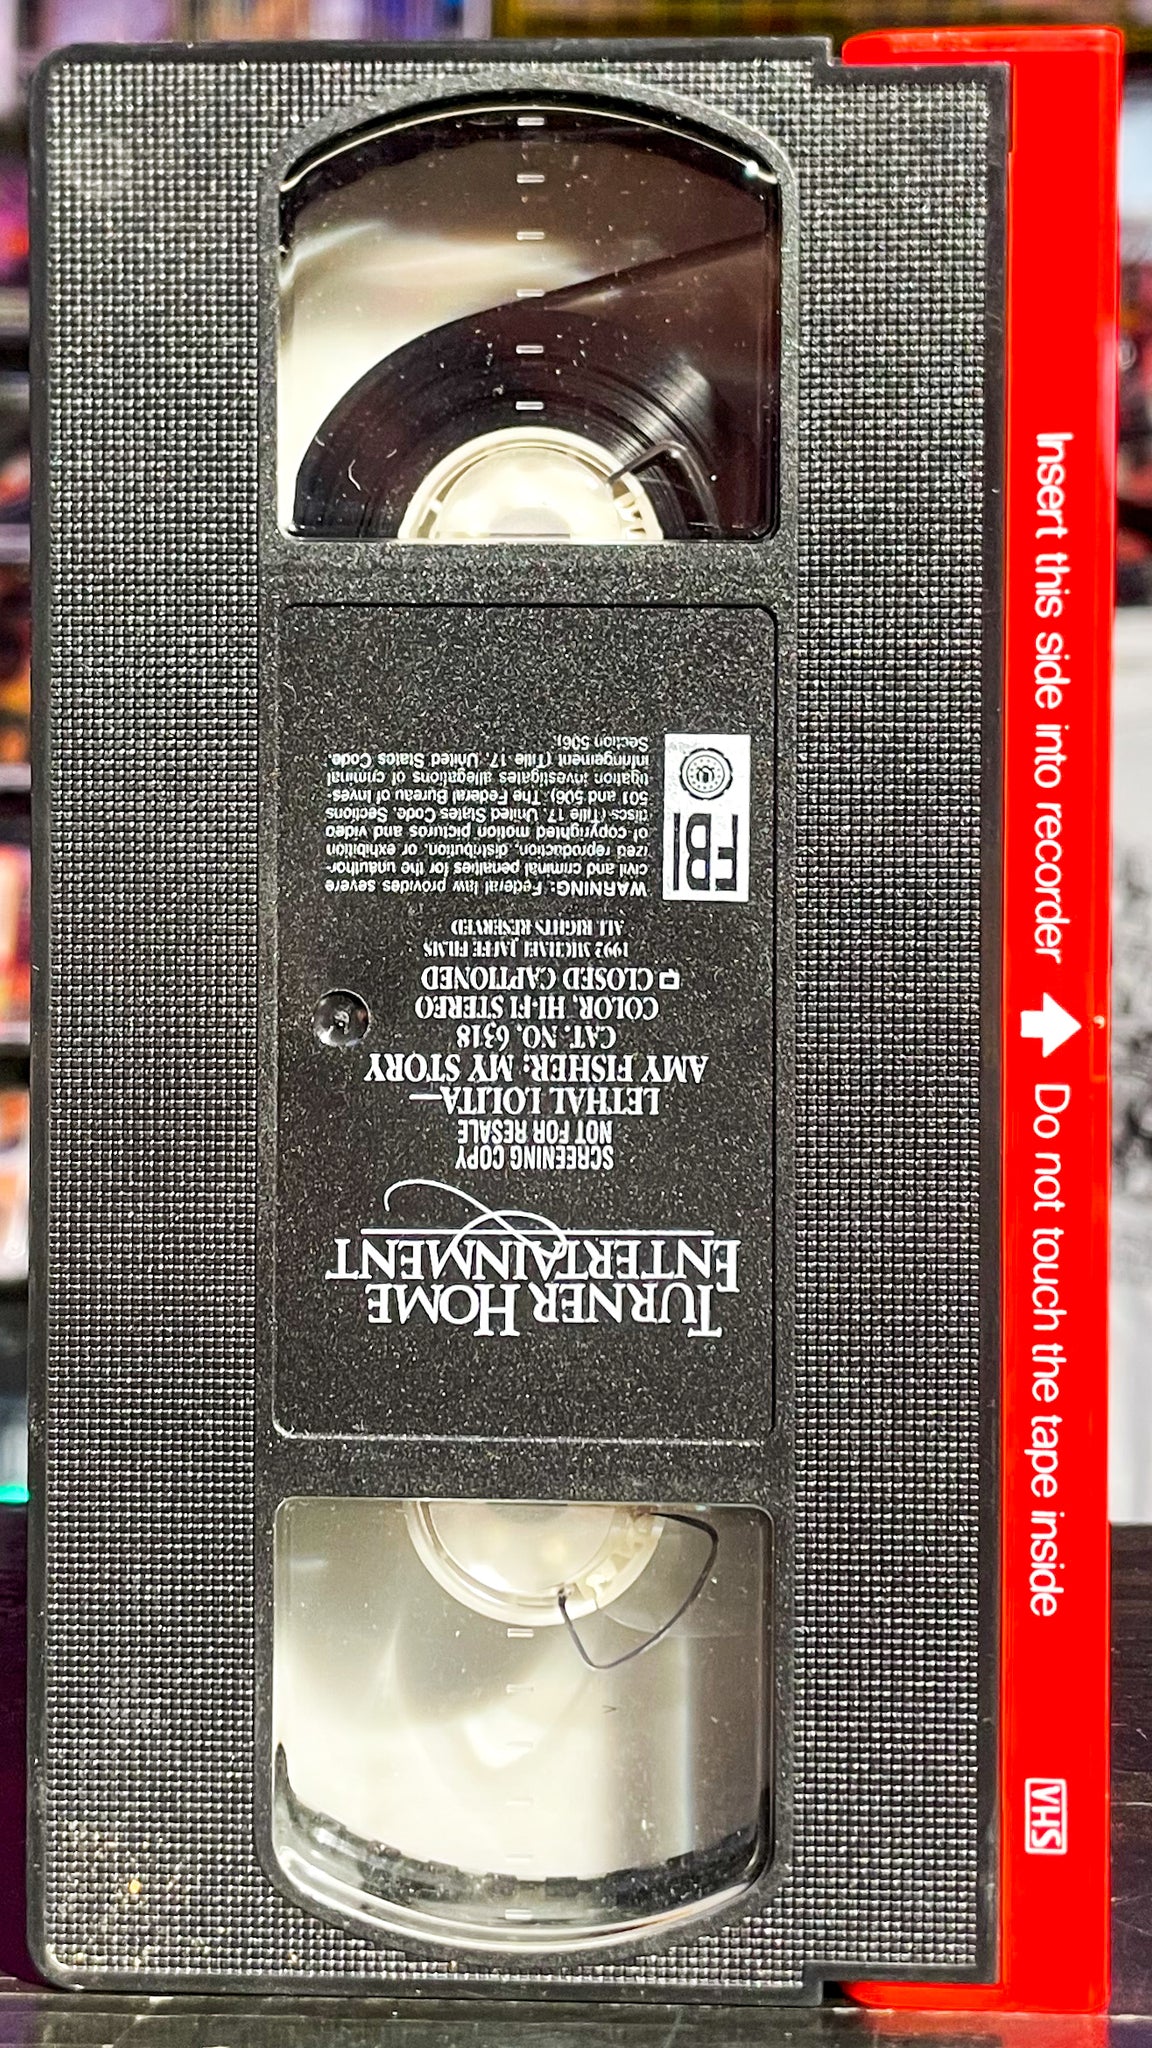 TURNER HOME
ENTERTAINMENT
SCREENING COPY
NOT FOR RESALE
LETHAL LOLITA—
AMY FISHER: MY STORY
CAT. NO. 6318
COLOR, HI-FI STEREO
CLOSED CAPTIONED
1992 MICHAEL JAFFE FILMS
ALL RIGHTS RESERVED
FBI
WARNING: Federal law provides severe
civil and criminal penalties for the unauthor-
ized reproduction, distribution, or exhibition
of copyrighted motion pictures and video
discs (Title 17, United States Code, Sections
501 and 506). The Federal Bureau of Inves-
tigation investigates allegations of criminal
infringement (Title 17, United States Code,
Section 506).
Insert this side into recorder
Do not touch the tape inside
VHS